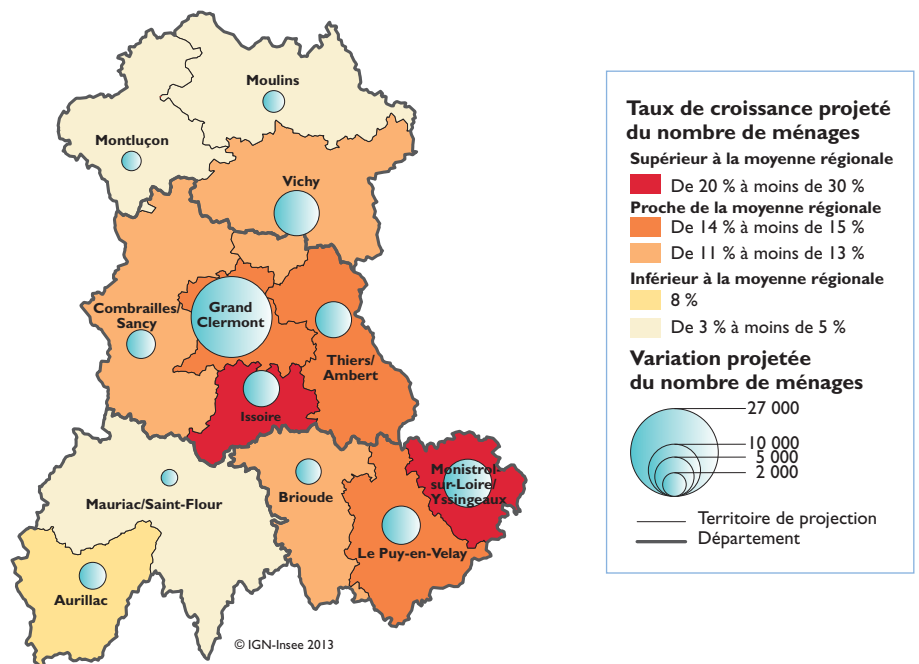 Moulins
Montluçon
Vichy
Combrailles/
Sancy
Grand
Clermont
Thiers/
Ambert
Issoire
Mauriac/Saint-Flour
Brioude
Monistrol-
sur-Loire/
Yssingeaux
Le Puy-en-Velay
Aurillac
© IGN-Insee 2013
Taux de croissance projeté
du nombre de ménages
Supérieur à la moyenne régionale
De 20 % à moins de 30 %
Proche de la moyenne régionale
De 14 % à moins de 15 %
De 11 % à moins de 13 %
Inférieur à la moyenne régionale
8 %
De 3 % à moins de 5 %
Variation projetée
du nombre de ménages
27 000
10 000
5 000
2 000
Territoire de projection
Département